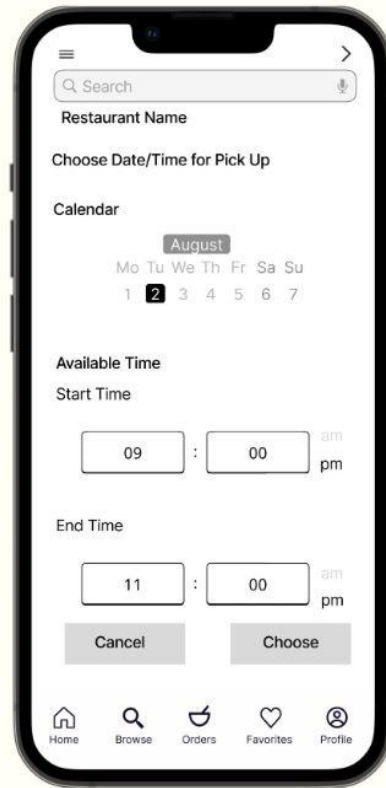 Search
Restaurant Name
Choose Date/Time for Pick Up
Calendar
August
Mo Tu We Th Fr Sa Su
1 2 3 4 5 6 7
Available Time
Start Time
am
09 : 00
pm
End Time
am
11 : 00
pm
Cancel Choose
Home Browse Orders Favorites Profile